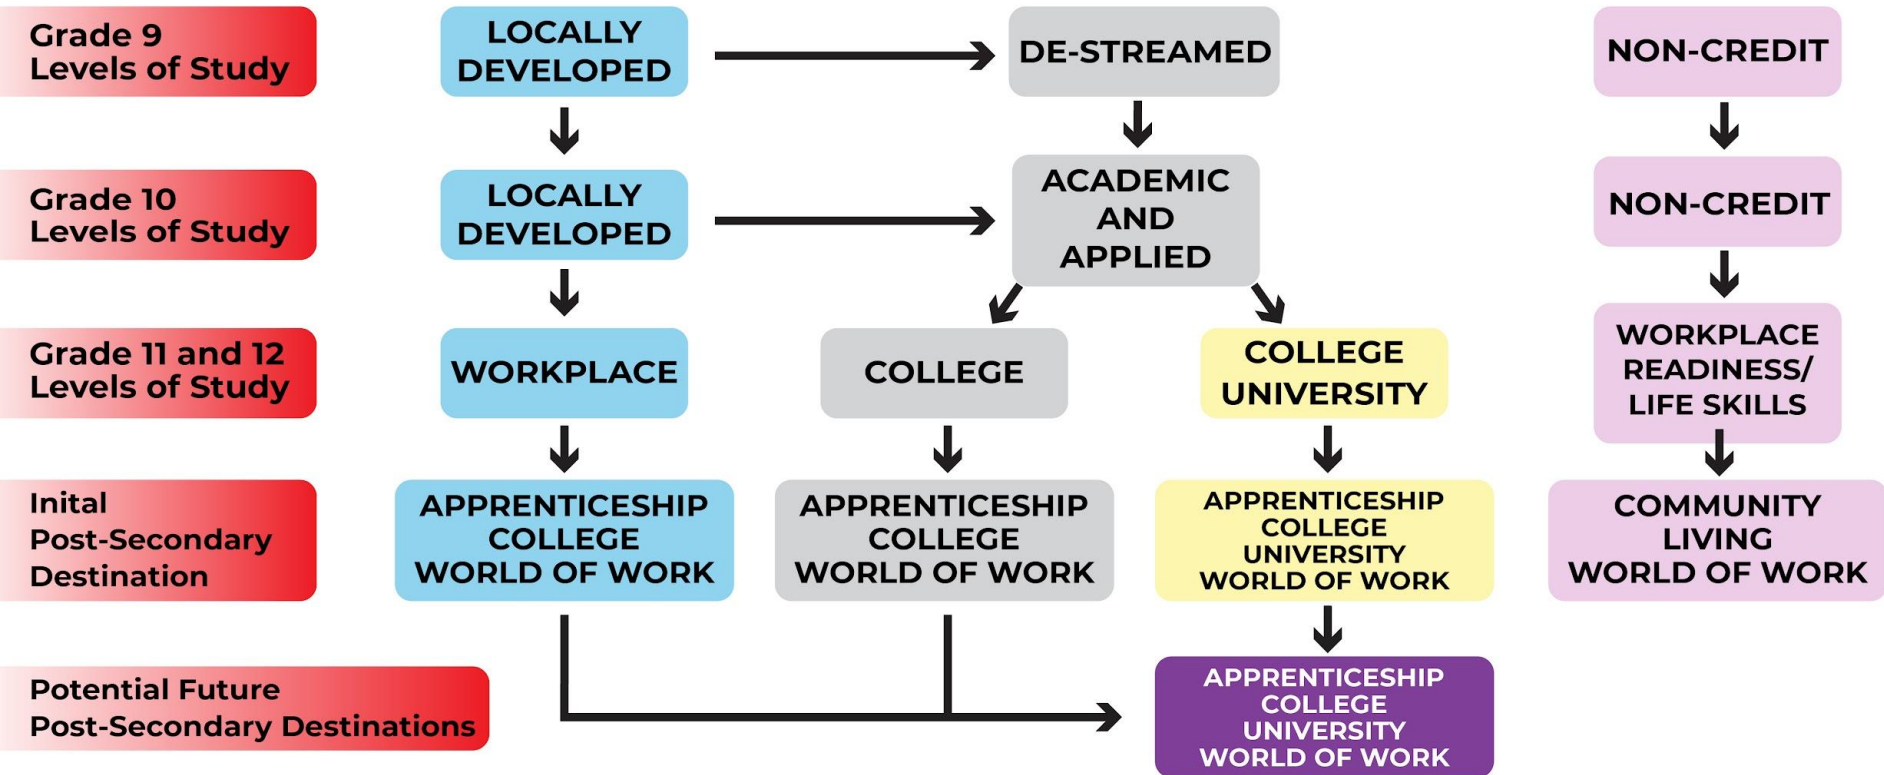 Grade 9
Levels of Study
LOCALLY
DEVELOPED
DE-STREAMED
NON-CREDIT
Grade 10
Levels of Study
LOCALLY
DEVELOPED
ACADEMIC
AND
APPLIED
NON-CREDIT
Grade 11 and 12
Levels of Study
WORKPLACE
COLLEGE
COLLEGE
UNIVERSITY
WORKPLACE
READINESS/
LIFE SKILLS
Inital
Post-Secondary
Destination
APPRENTICESHIP
COLLEGE
WORLD OF WORK
APPRENTICESHIP
COLLEGE
WORLD OF WORK
APPRENTICESHIP
COLLEGE
UNIVERSITY
WORLD OF WORK
COMMUNITY
LIVING
WORLD OF WORK
Potential Future
Post-Secondary Destinations
APPRENTICESHIP
COLLEGE
UNIVERSITY
WORLD OF WORK